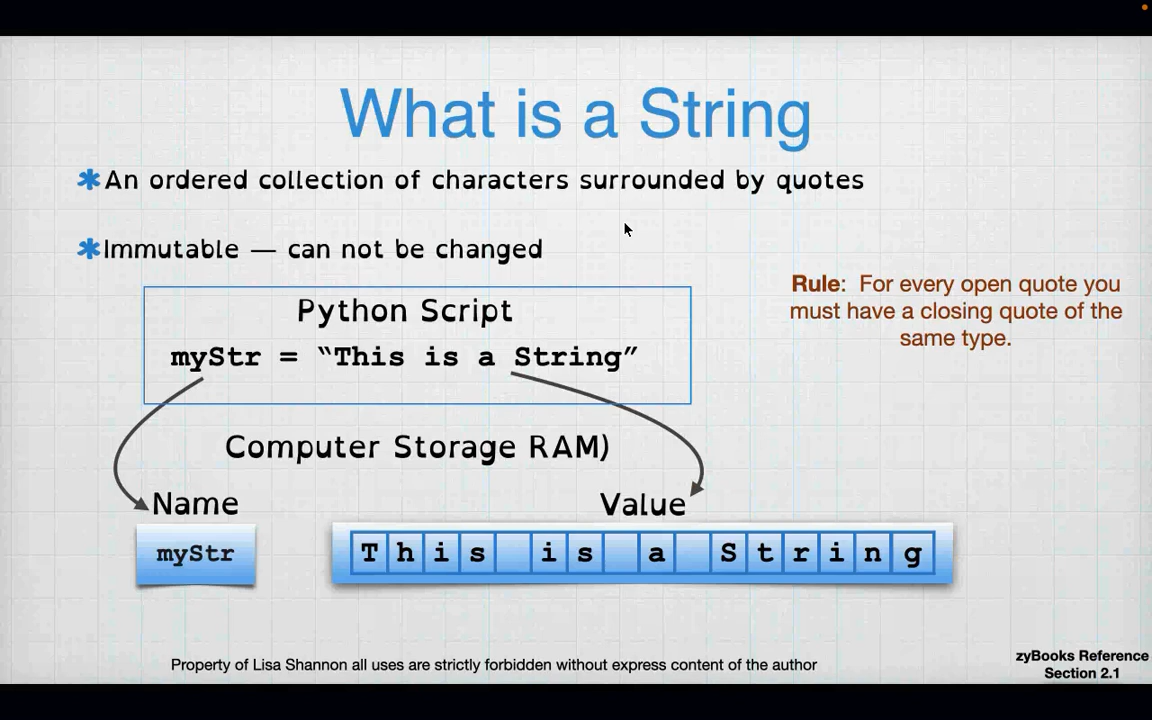 What is a String
✱An ordered collection of characters surrounded by quotes
✱Immutable — can not be changed
Rule: For every open quote you
must have a closing quote of the
same type.
Python Script
myStr = “This is a String”
Computer Storage RAM)
Name
Value
myStr
This is a String
Property of Lisa Shannon all uses are strictly forbidden without express content of the author
zyBooks Reference
Section 2.1